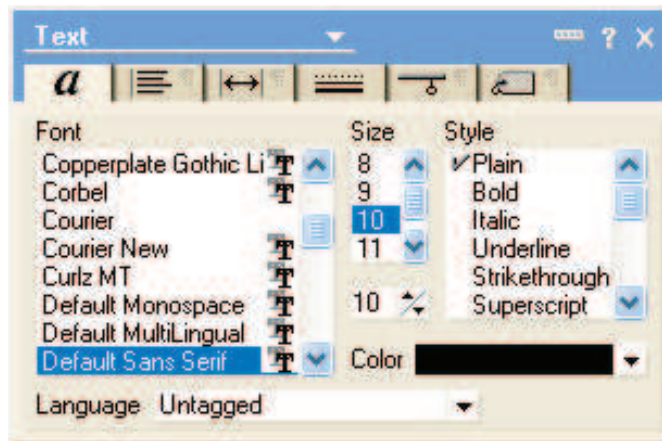 Text ? X
a
Font Size Style
Copperplate Gothic Li T 8 ✓Plain
Corbel T 9 Bold
Courier 10 Italic
Courier New T 11 Underline
Curlz MT T Strikethrough
Default Monospace T 10 Superscript
Default MultiLingual T
Default Sans Serif T Color
Language Untagged